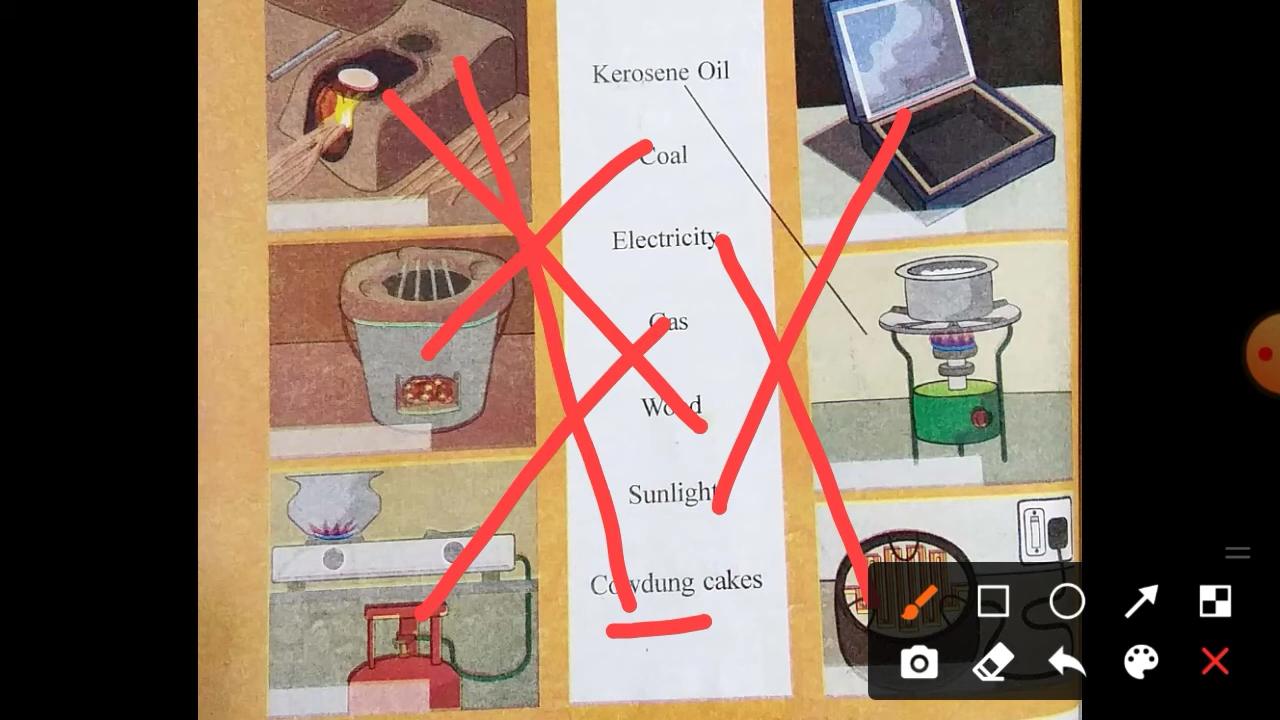 Kerosene Oil
Coal
Electricity
Gas
Wood
Sunlight
Cowdung cakes